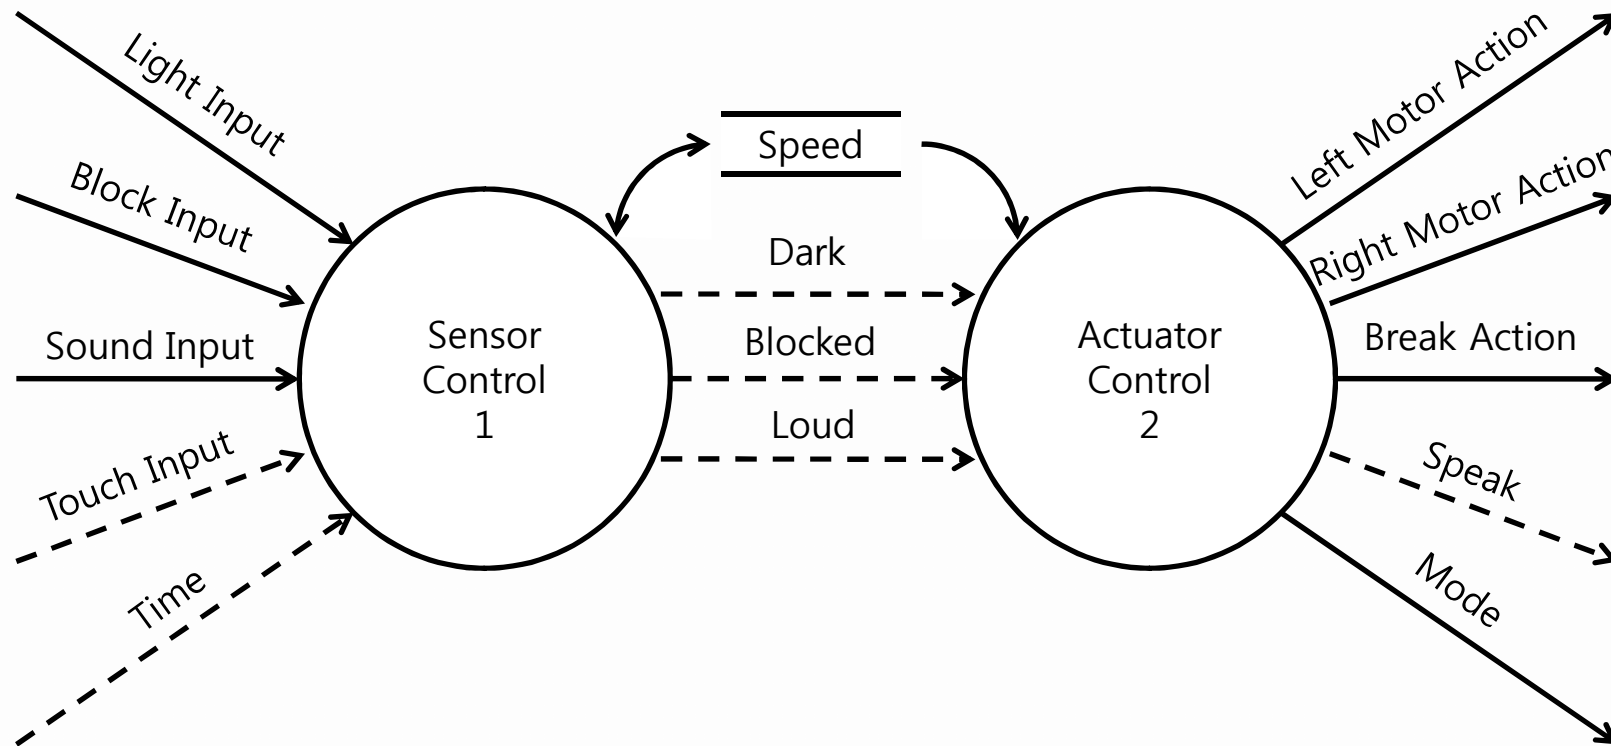 Light Input
Block Input
Sound Input
Touch Input
Time
Sensor
Control
1
Speed
Dark
Blocked
Loud
Actuator
Control
2
Left Motor Action
Right Motor Action
Break Action
Speak
Mode